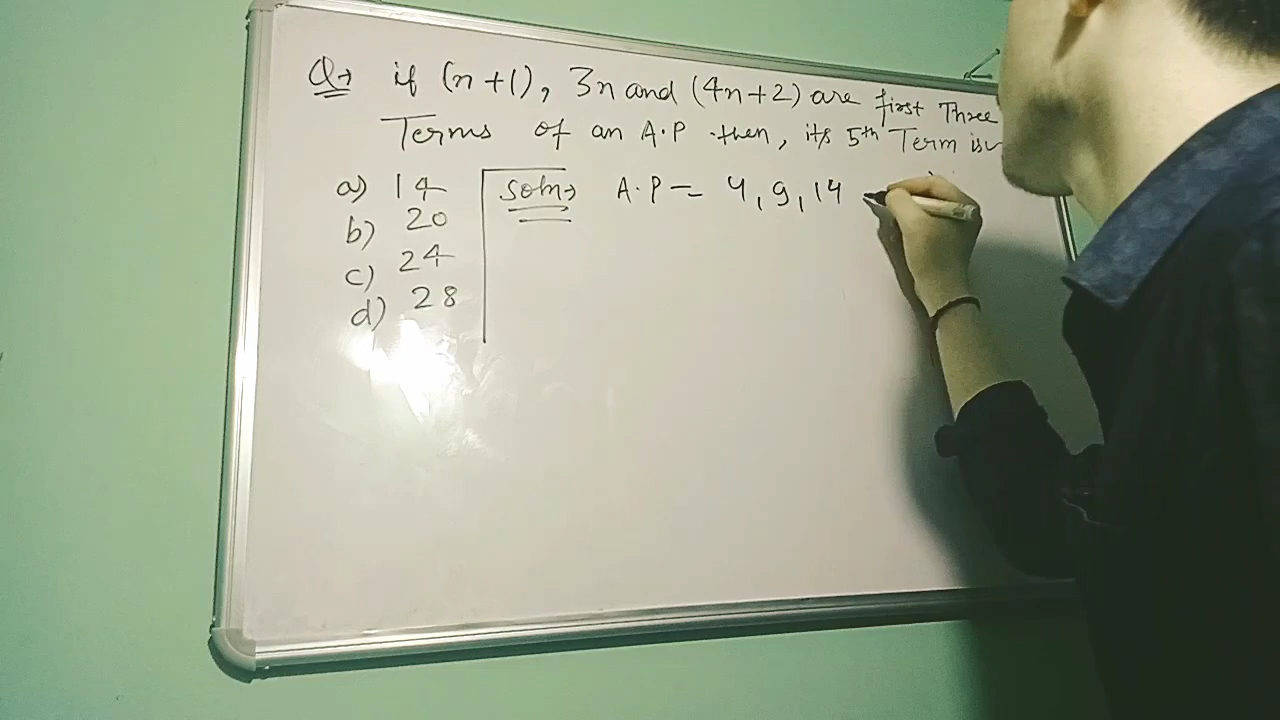 Q→ if (n+1), 3n and (4n+2) are first Three
Terms of an A.P then, its 5th Term is
a) 14
b) 20
c) 24
d) 28
Soln→ A.P = 4, 9, 14